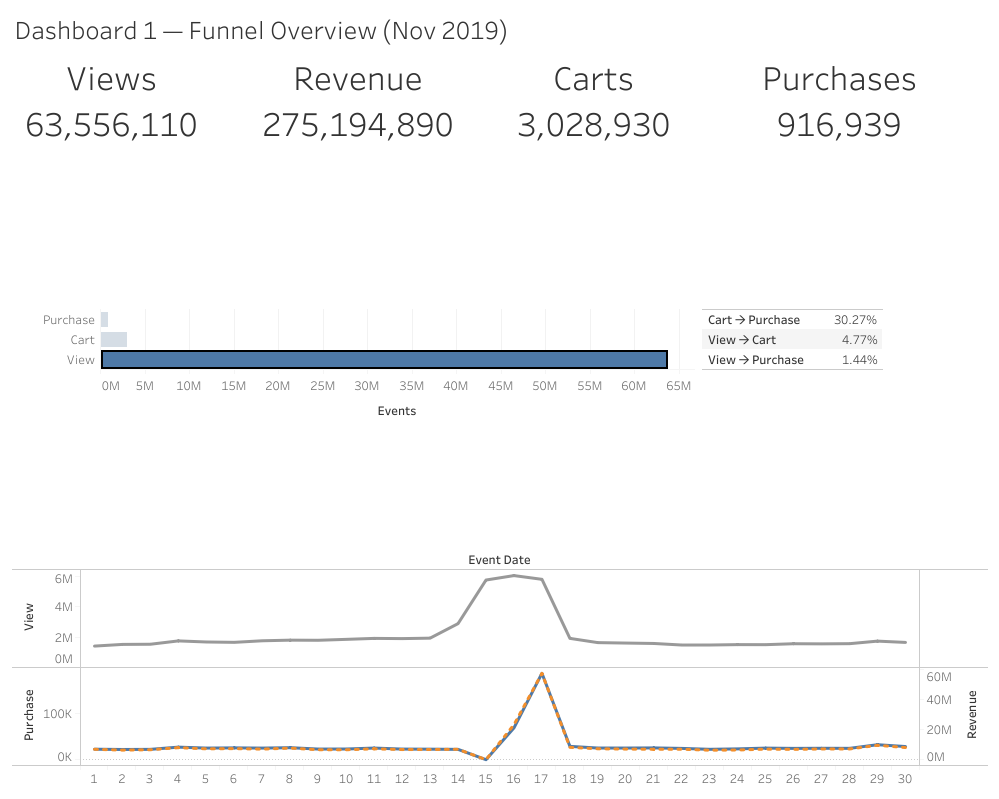 Dashboard 1 — Funnel Overview (Nov 2019)
Views Revenue Carts Purchases
63,556,110 275,194,890 3,028,930 916,939
Purchase
Cart
View
0M 5M 10M 15M 20M 25M 30M 35M 40M 45M 50M 55M 60M 65M
Events
Cart → Purchase 30.27%
View → Cart 4.77%
View → Purchase 1.44%
Event Date
View
6M
4M
2M
0M
Purchase
100K
0K
60M
40M
20M
0M
Revenue
1 2 3 4 5 6 7 8 9 10 11 12 13 14 15 16 17 18 19 20 21 22 23 24 25 26 27 28 29 30